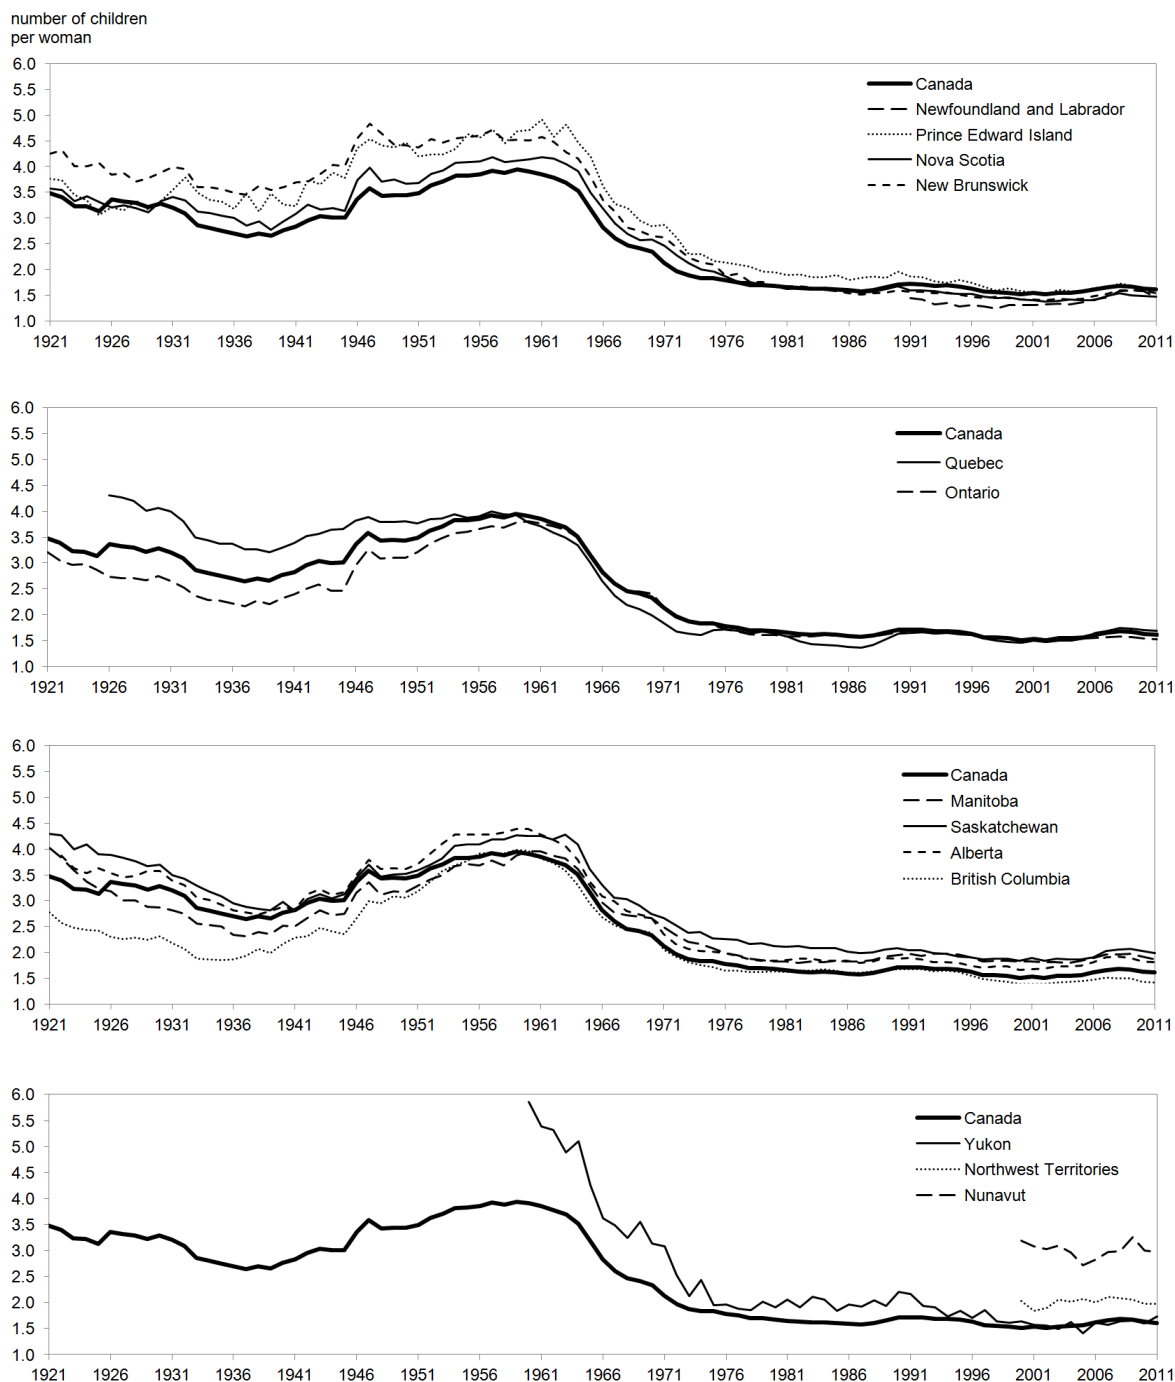 number of children
per woman
6.0
5.5
5.0
4.5
4.0
3.5
3.0
2.5
2.0
1.5
1.0
Canada
Newfoundland and Labrador
Prince Edward Island
Nova Scotia
New Brunswick
1921 1926 1931 1936 1941 1946 1951 1956 1961 1966 1971 1976 1981 1986 1991 1996 2001 2006 2011
6.0
5.5
5.0
4.5
4.0
3.5
3.0
2.5
2.0
1.5
1.0
Canada
Quebec
Ontario
1921 1926 1931 1936 1941 1946 1951 1956 1961 1966 1971 1976 1981 1986 1991 1996 2001 2006 2011
6.0
5.5
5.0
4.5
4.0
3.5
3.0
2.5
2.0
1.5
1.0
Canada
Manitoba
Saskatchewan
Alberta
British Columbia
1921 1926 1931 1936 1941 1946 1951 1956 1961 1966 1971 1976 1981 1986 1991 1996 2001 2006 2011
6.0
5.5
5.0
4.5
4.0
3.5
3.0
2.5
2.0
1.5
1.0
Canada
Yukon
Northwest Territories
Nunavut
1921 1926 1931 1936 1941 1946 1951 1956 1961 1966 1971 1976 1981 1986 1991 1996 2001 2006 2011